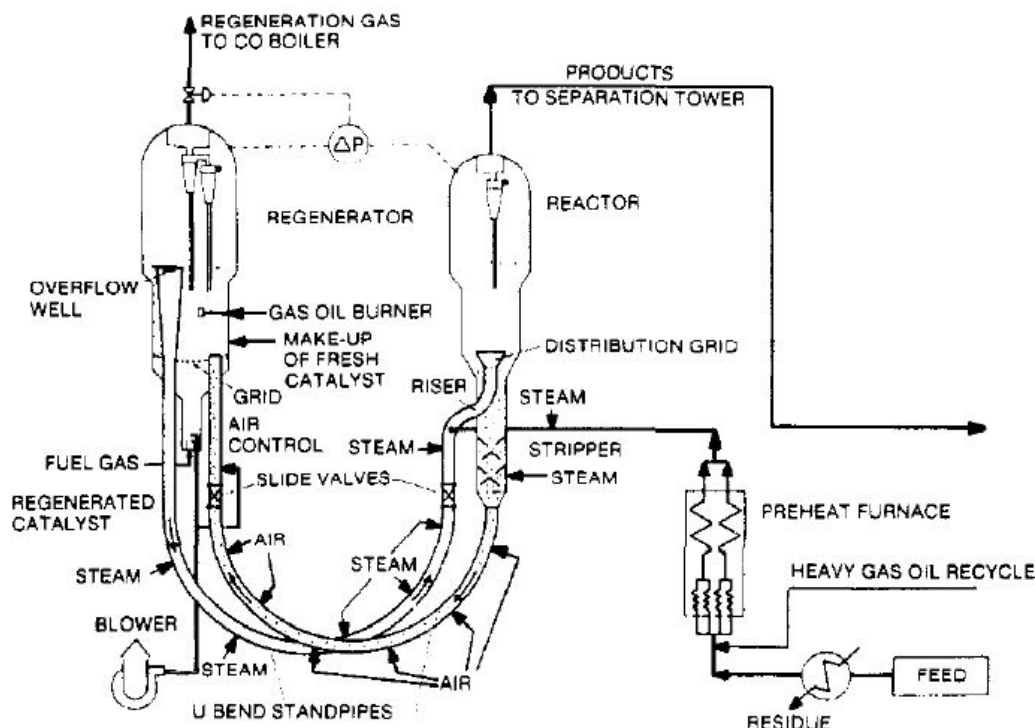 REGENERATION GAS
TO CO BOILER
PRODUCTS
TO SEPARATION TOWER
ΔP
REGENERATOR
REACTOR
OVERFLOW
WELL
GAS OIL BURNER
MAKE-UP
OF FRESH
CATALYST
DISTRIBUTION GRID
GRID
RISER
STEAM
AIR
CONTROL
STEAM
STRIPPER
FUEL GAS
SLIDE VALVES
STEAM
REGENERATED
CATALYST
PREHEAT FURNACE
AIR
STEAM
STEAM
HEAVY GAS OIL RECYCLE
BLOWER
STEAM
AIR
FEED
U BEND STANDPIPES
RESIDUE